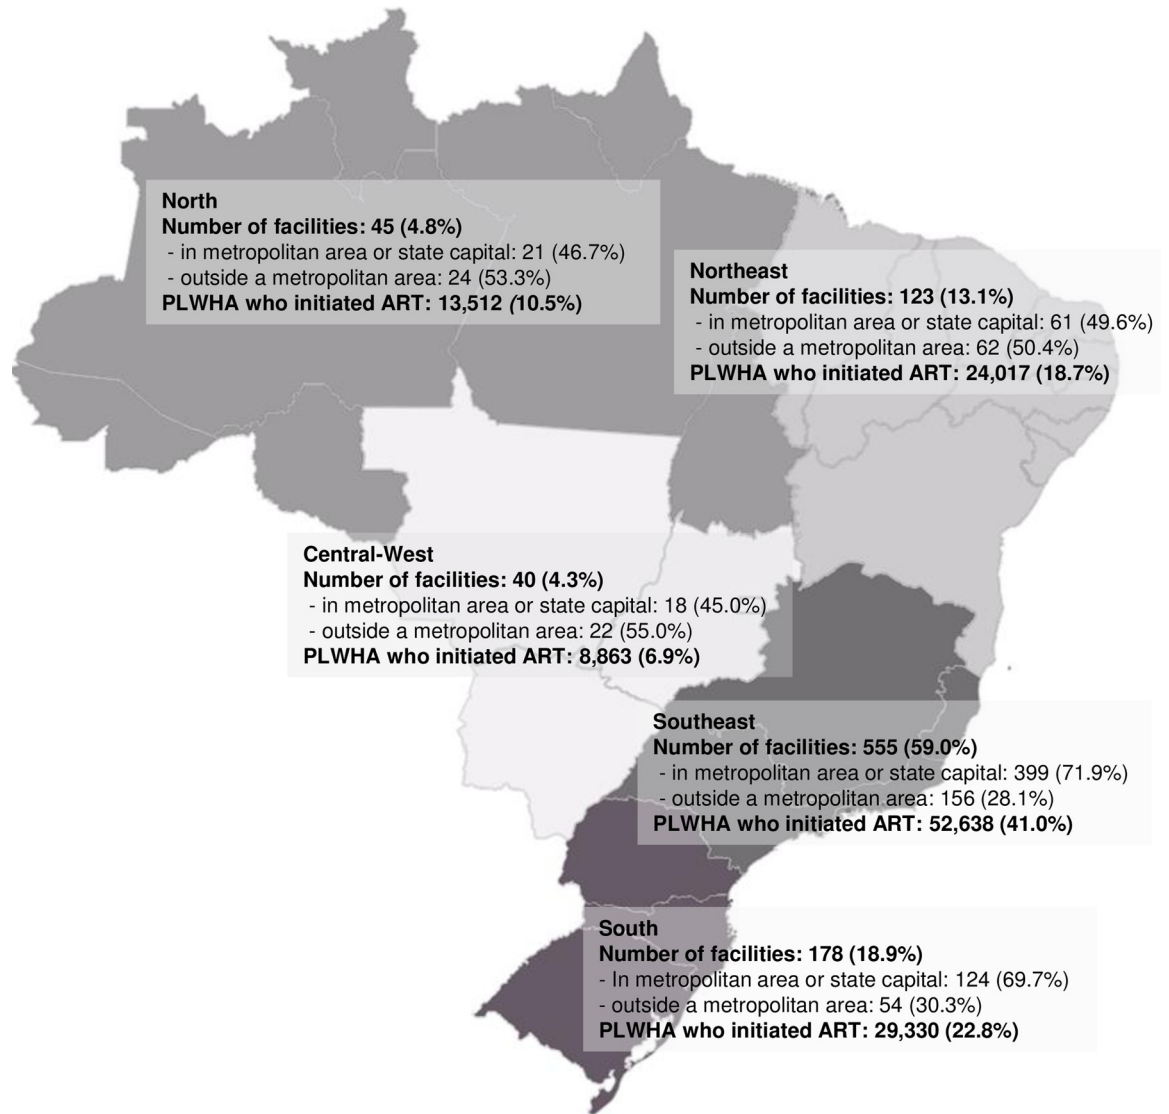 North
Number of facilities: 45 (4.8%)
- in metropolitan area or state capital: 21 (46.7%)
- outside a metropolitan area: 24 (53.3%)
PLWHA who initiated ART: 13,512 (10.5%)
Northeast
Number of facilities: 123 (13.1%)
- in metropolitan area or state capital: 61 (49.6%)
- outside a metropolitan area: 62 (50.4%)
PLWHA who initiated ART: 24,017 (18.7%)
Central-West
Number of facilities: 40 (4.3%)
- in metropolitan area or state capital: 18 (45.0%)
- outside a metropolitan area: 22 (55.0%)
PLWHA who initiated ART: 8,863 (6.9%)
Southeast
Number of facilities: 555 (59.0%)
- in metropolitan area or state capital: 399 (71.9%)
- outside a metropolitan area: 156 (28.1%)
PLWHA who initiated ART: 52,638 (41.0%)
South
Number of facilities: 178 (18.9%)
- In metropolitan area or state capital: 124 (69.7%)
- outside a metropolitan area: 54 (30.3%)
PLWHA who initiated ART: 29,330 (22.8%)